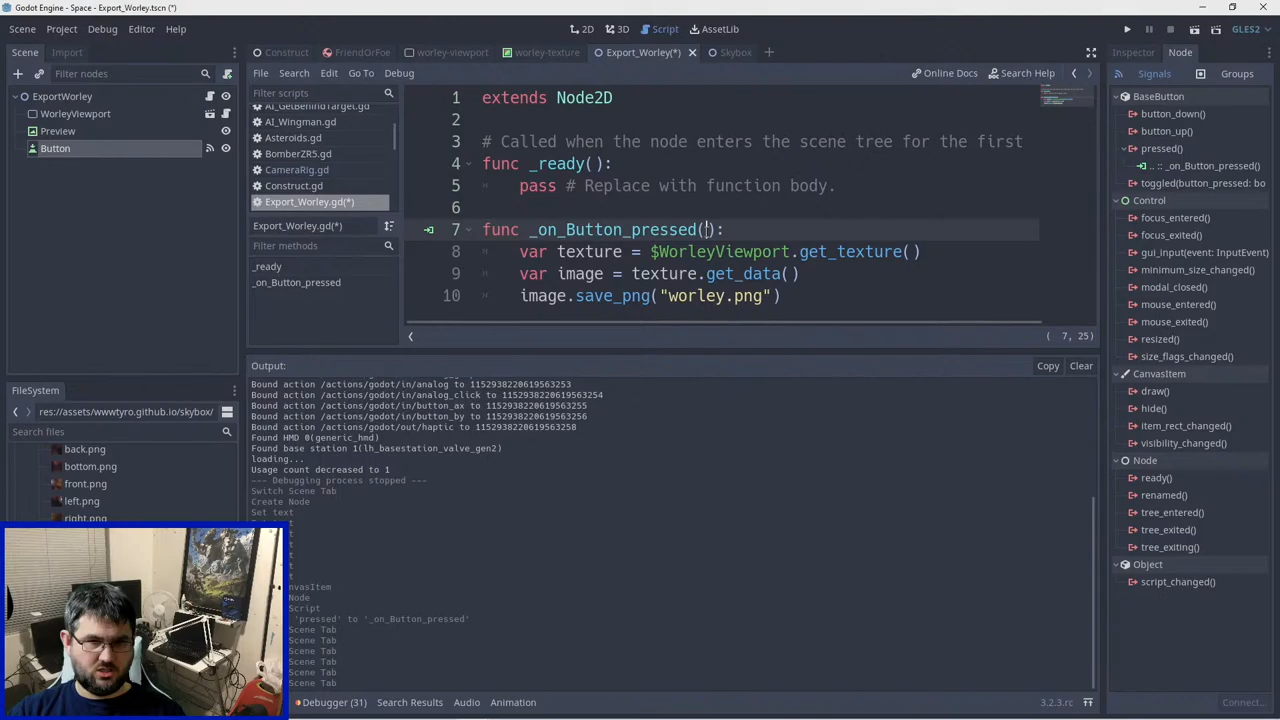 Godot Engine - Space - Export_Worley.tscn (*)
Scene Project Debug Editor Help
2D 3D Script AssetLib
GLES2
Scene Import
Construct FriendOrFoe worley-viewport worley-texture Export_Worley(*) Skybox
Inspector Node
Filter nodes
File Search Edit Go To Debug
Online Docs Search Help
Signals Groups
ExportWorley
WorleyViewport
Preview
Button
Filter scripts
AI_GetBehindTarget.gd
AI_Wingman.gd
Asteroids.gd
BomberZR5.gd
CameraRig.gd
Construct.gd
Export_Worley.gd(*)
Export_Worley.gd(*)
Filter methods
_ready
_on_Button_pressed
1 extends Node2D
2
3 # Called when the node enters the scene tree for the first
4 func _ready():
5 pass # Replace with function body.
6
7 func _on_Button_pressed():
8 var texture = $WorleyViewport.get_texture()
9 var image = texture.get_data()
10 image.save_png("worley.png")
( 7, 25)
BaseButton
button_down()
button_up()
pressed()
.. :: _on_Button_pressed()
toggled(button_pressed: bo
Control
focus_entered()
focus_exited()
gui_input(event: InputEvent)
minimum_size_changed()
modal_closed()
mouse_entered()
mouse_exited()
resized()
size_flags_changed()
CanvasItem
draw()
hide()
item_rect_changed()
visibility_changed()
Node
ready()
renamed()
tree_entered()
tree_exited()
tree_exiting()
Object
script_changed()
Connect...
FileSystem
res://assets/wwwtyro.github.io/skybox/
Search files
back.png
bottom.png
front.png
left.png
right.png
Output:
Copy Clear
Bound action /actions/godot/in/analog to 1152938220619563253
Bound action /actions/godot/in/analog_click to 1152938220619563254
Bound action /actions/godot/in/button_ax to 1152938220619563255
Bound action /actions/godot/in/button_by to 1152938220619563256
Bound action /actions/godot/out/haptic to 1152938220619563258
Found HMD 0(generic_hmd)
Found base station 1(lh_basestation_valve_gen2)
loading...
Usage count decreased to 1
--- Debugging process stopped ---
Switch Scene Tab
Create Node
Set text
nvasItem
Node
Script
'pressed' to '_on_Button_pressed'
Scene Tab
Scene Tab
Scene Tab
Scene Tab
Scene Tab
Scene Tab
Debugger (31) Search Results Audio Animation
3.2.3.rc